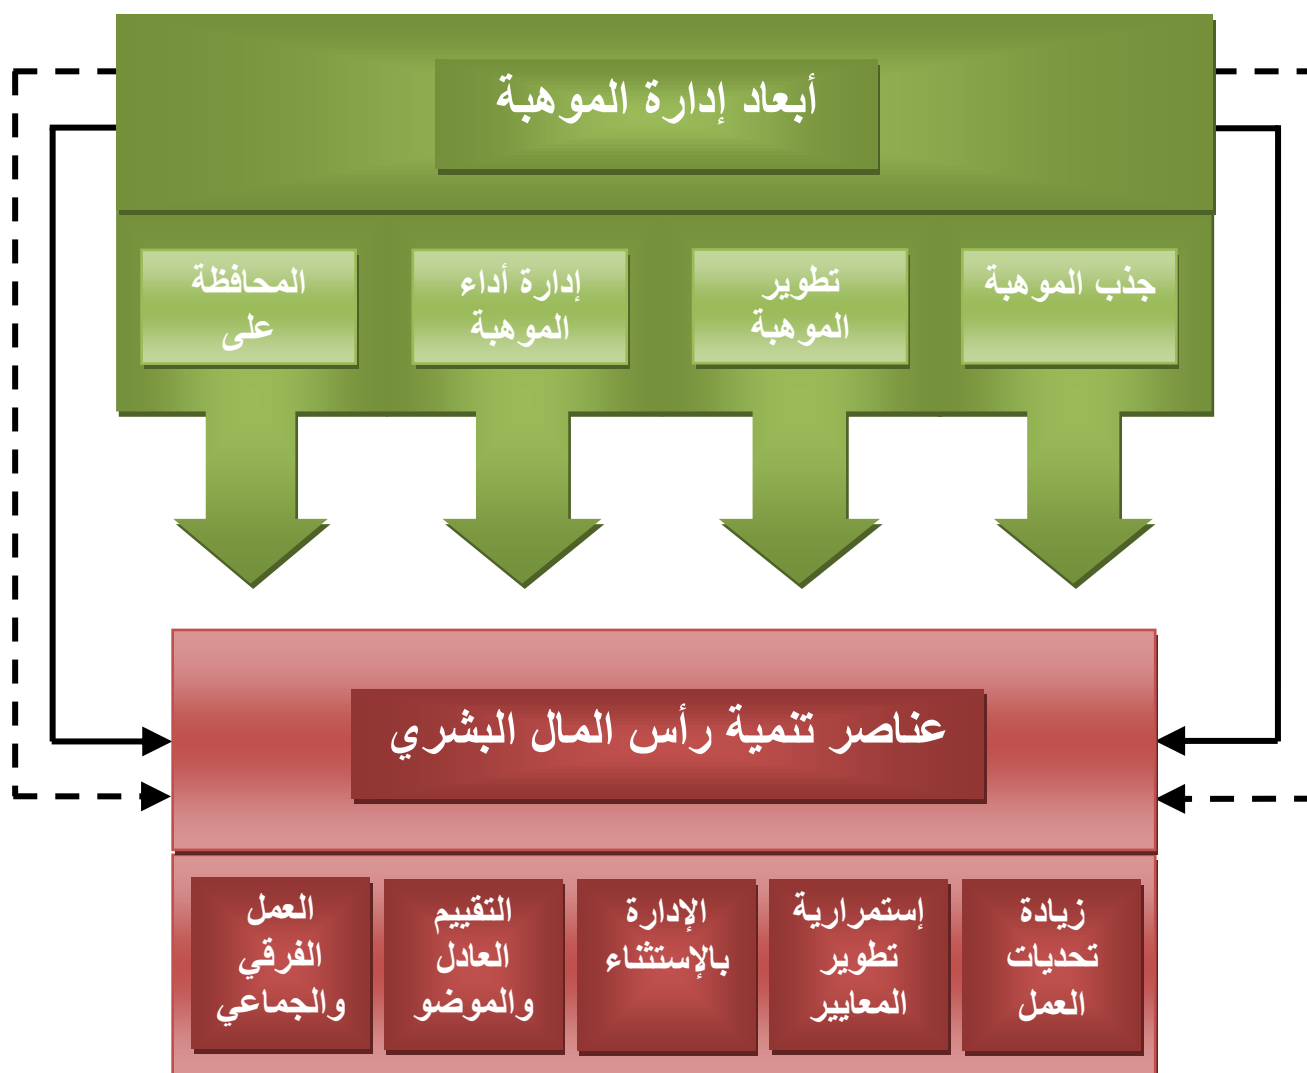 أبعاد إدارة الموهبة
جذب الموهبة
تطوير
الموهبة
إدارة أداء
الموهبة
المحافظة
على
عناصر تنمية رأس المال البشري
زيادة
تحديات
العمل
إستمرارية
تطوير
المعايير
الإدارة
بالإستثناء
التقييم
العادل
والموضو
العمل
الفرقي
والجماعي